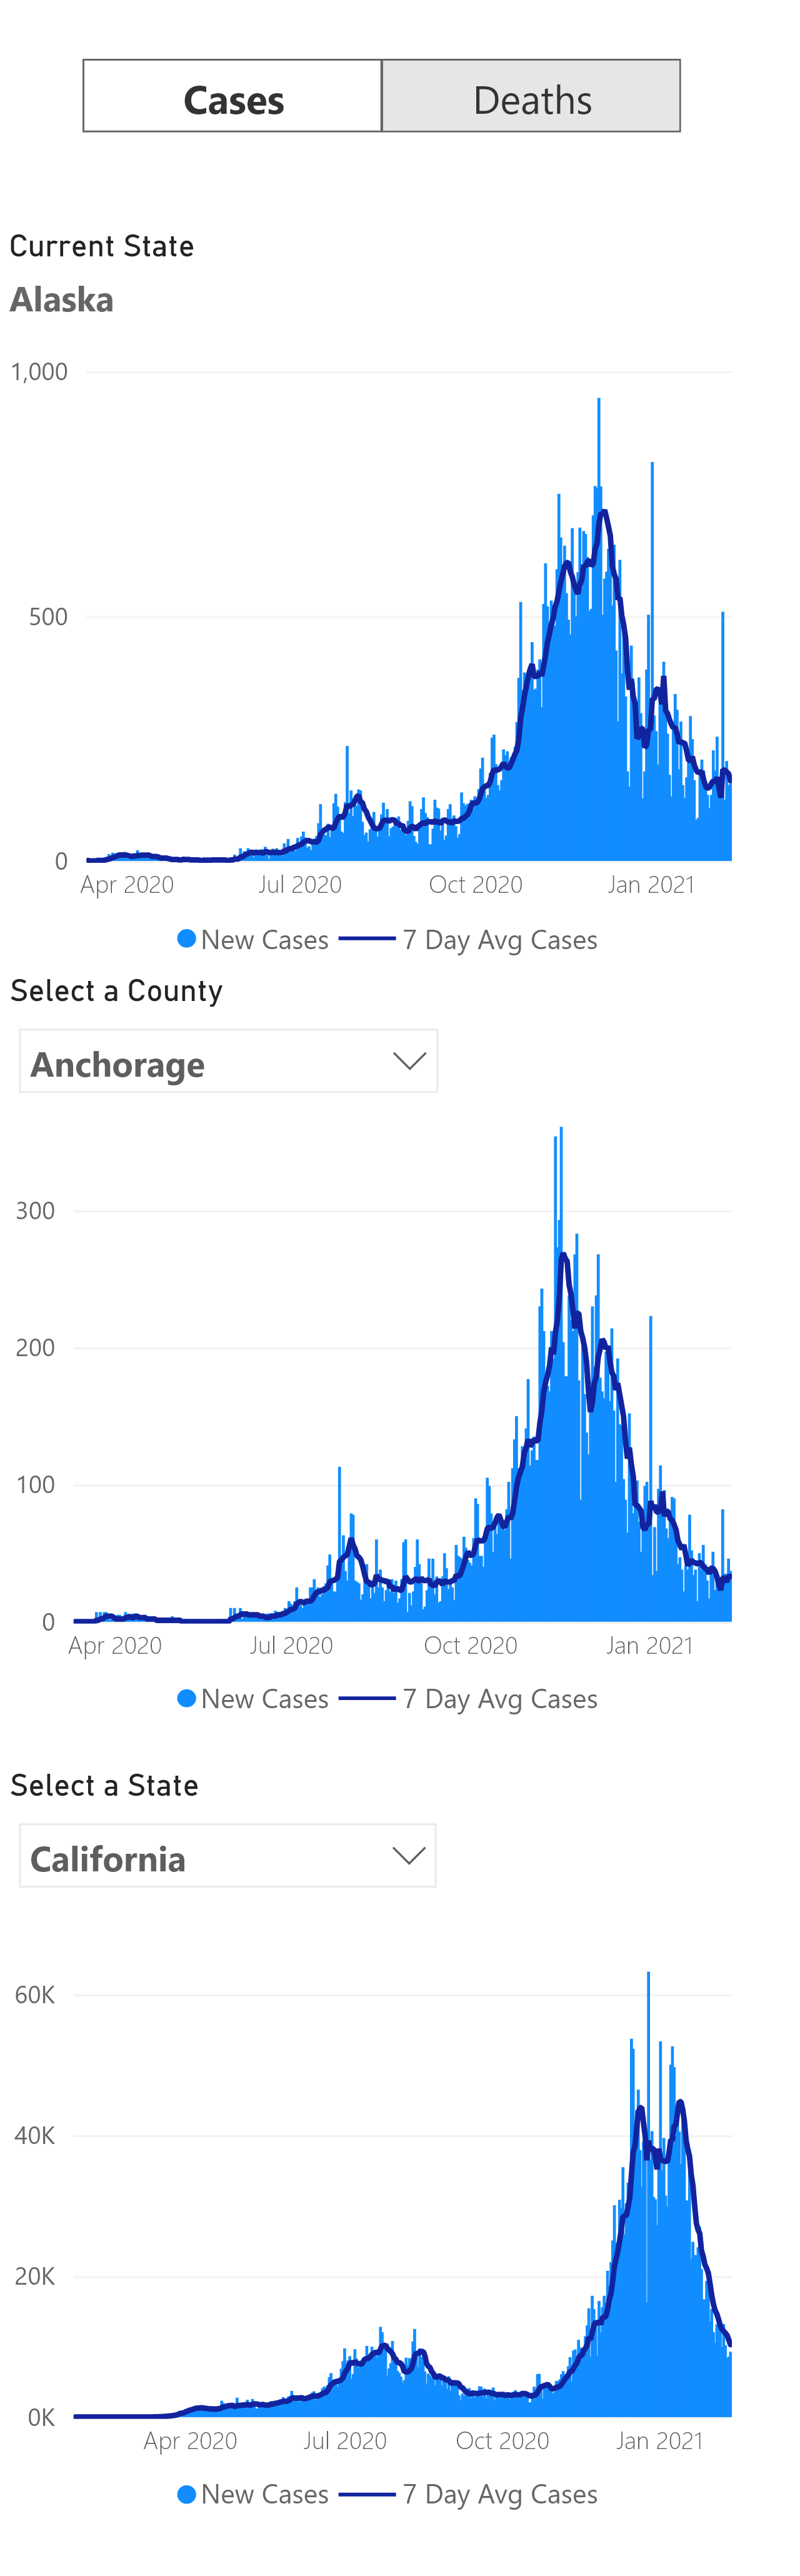 Cases Deaths
Current State
Alaska
1,000
500
0
Apr 2020 Jul 2020 Oct 2020 Jan 2021
New Cases 7 Day Avg Cases
Select a County
Anchorage
300
200
100
0
Apr 2020 Jul 2020 Oct 2020 Jan 2021
New Cases 7 Day Avg Cases
Select a State
California
60K
40K
20K
0K
Apr 2020 Jul 2020 Oct 2020 Jan 2021
New Cases 7 Day Avg Cases